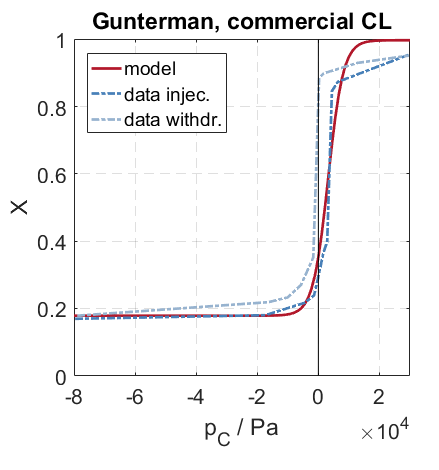 Gunterman, commercial CL
model
data injec.
data withdr.
1
0.8
0.6
0.4
0.2
0
X
-8 -6 -4 -2 0 2
p_C / Pa
×10^4